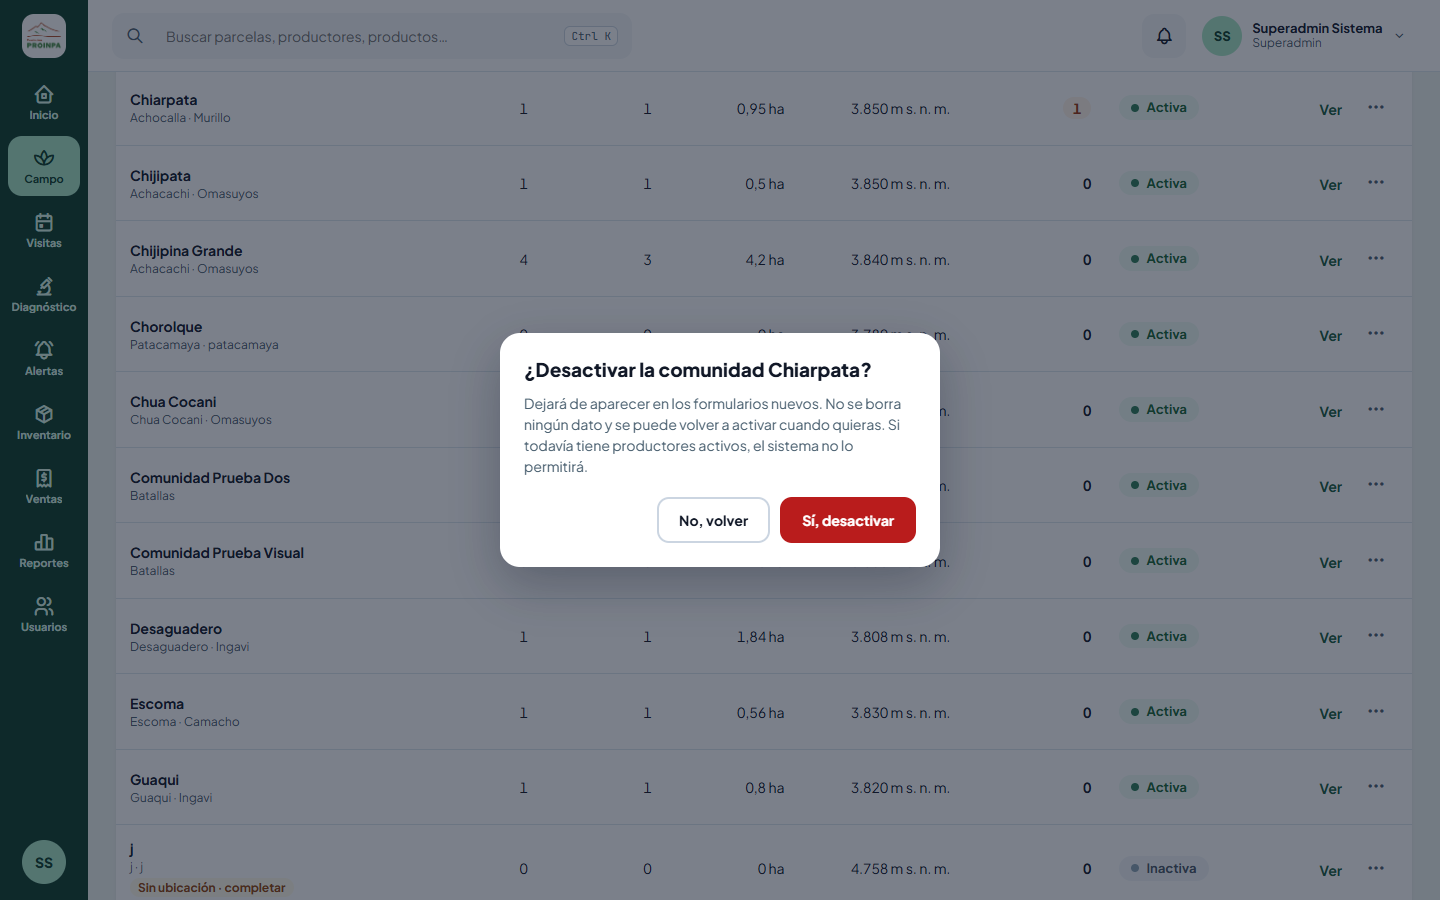 PROINPA
Buscar parcelas, productores, productos...
Ctrl K
SS
Superadmin Sistema
Superadmin
Inicio
Campo
Visitas
Diagnóstico
Alertas
Inventario
Ventas
Reportes
Usuarios
SS
Chiarpata
Achocalla · Murillo
1 1 0,95 ha 3.850 m s. n. m. 1 Activa Ver
Chijipata
Achacachi · Omasuyos
1 1 0,5 ha 3.850 m s. n. m. 0 Activa Ver
Chijipina Grande
Achacachi · Omasuyos
4 3 4,2 ha 3.840 m s. n. m. 0 Activa Ver
Chorolque
Patacamaya · patacamaya
0 Activa Ver
Chua Cocani
Chua Cocani · Omasuyos
m. 0 Activa Ver
Comunidad Prueba Dos
Batallas
m. 0 Activa Ver
Comunidad Prueba Visual
Batallas
m. 0 Activa Ver
Desaguadero
Desaguadero · Ingavi
1 1 1,84 ha 3.808 m s. n. m. 0 Activa Ver
Escoma
Escoma · Camacho
1 1 0,56 ha 3.830 m s. n. m. 0 Activa Ver
Guaqui
Guaqui · Ingavi
1 1 0,8 ha 3.820 m s. n. m. 0 Activa Ver
j
j · j
Sin ubicación · completar
0 0 0 ha 4.758 m s. n. m. 0 Inactiva Ver
¿Desactivar la comunidad Chiarpata?
Dejará de aparecer en los formularios nuevos. No se borra
ningún dato y se puede volver a activar cuando quieras. Si
todavía tiene productores activos, el sistema no lo
permitirá.
No, volver
Sí, desactivar